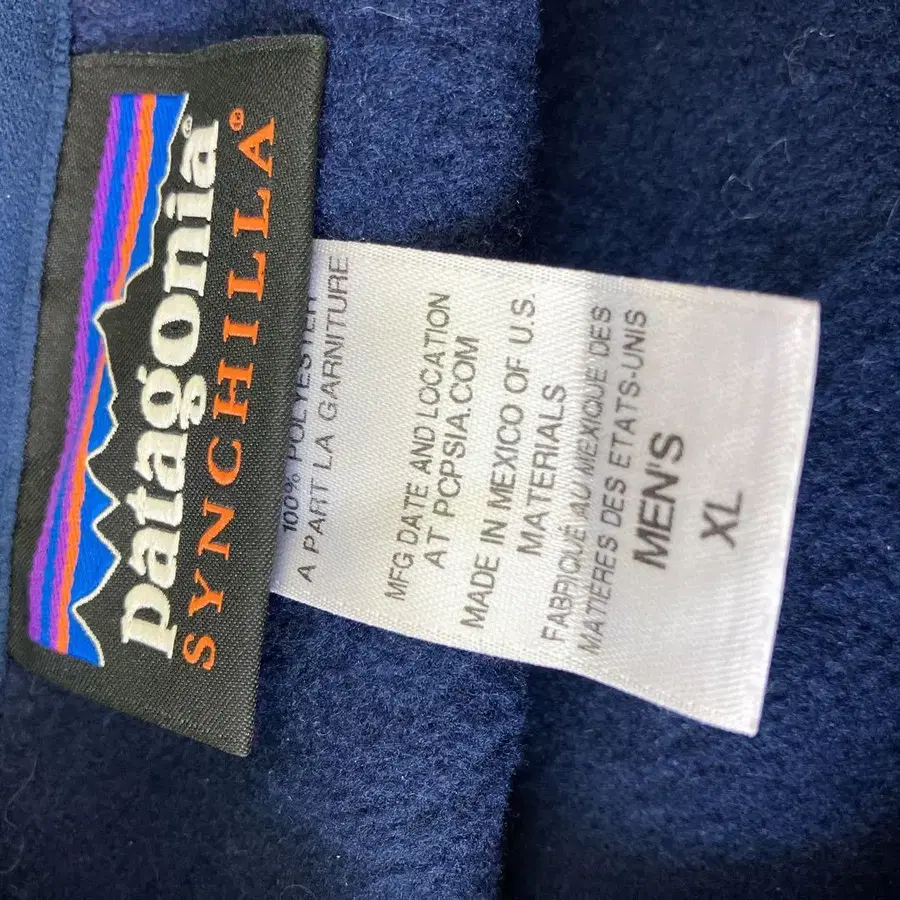 patagonia®
SYNCHILLA®
100% POLYESTER
A PART LA GARNITURE
MFG DATE AND LOCATION
AT PCPSIA.COM
MADE IN MEXICO OF U.S.
MATERIALS
FABRIQUÉ AU MEXIQUE DES
MATIERES DES ETATS-UNIS
MEN'S
XL